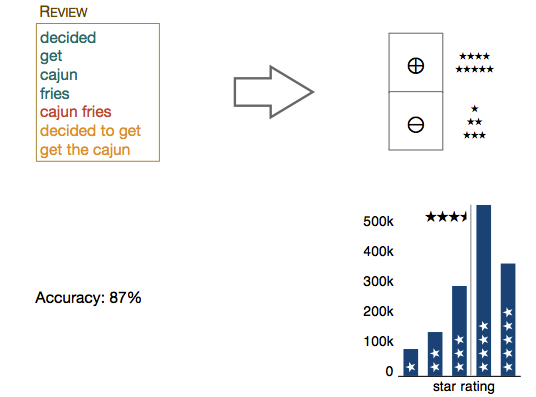 REVIEW
decided
get
cajun
fries
cajun fries
decided to get
get the cajun
⊕ ★★★★
★★★★★
⊖ ★
★★
★★★
Accuracy: 87%
500k
400k
300k
200k
100k
0
star rating